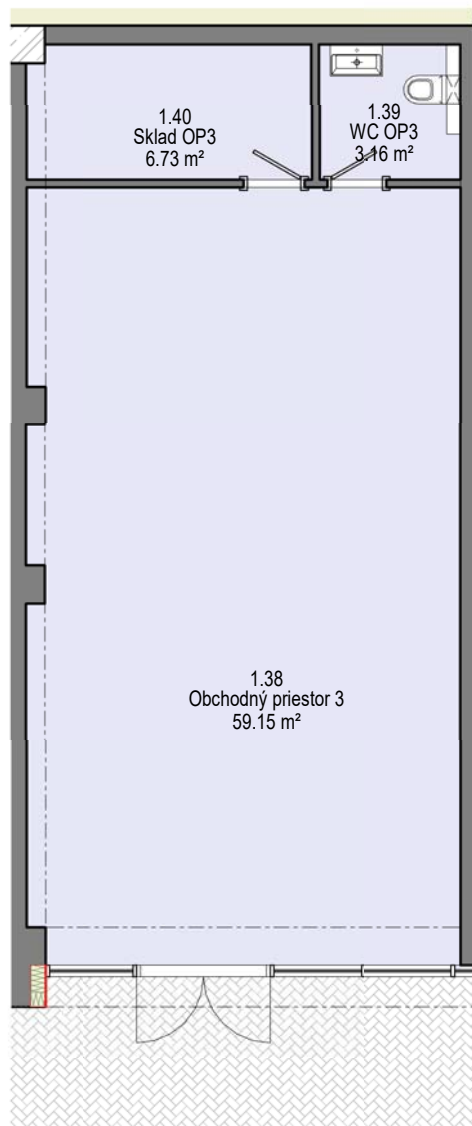 1.40
Sklad OP3
6.73 m²
1.39
WC OP3
3.16 m²
1.38
Obchodný priestor 3
59.15 m²